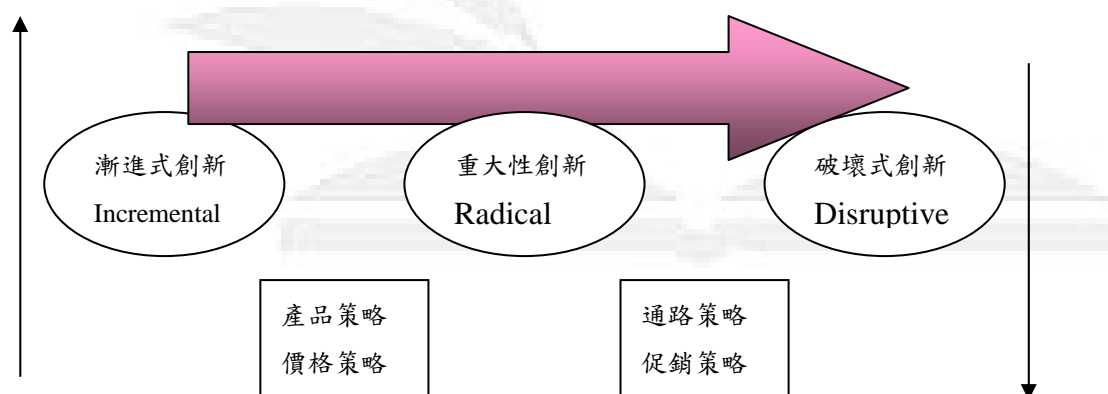 漸進式創新
Incremental
重大性創新
Radical
破壞式創新
Disruptive
產品策略
價格策略
通路策略
促銷策略